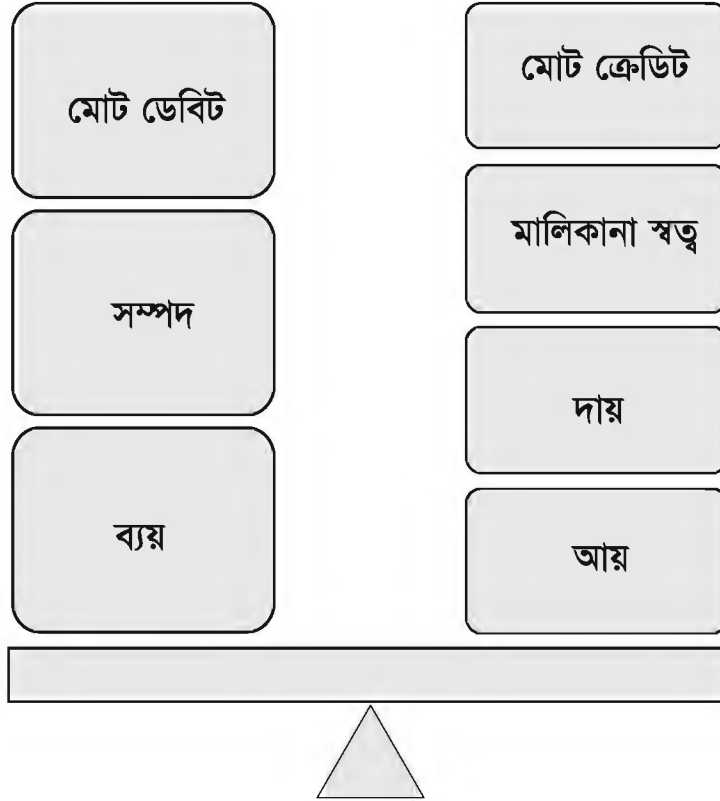 মোট ডেবিট
সম্পদ
ব্যয়
মোট ক্রেডিট
মালিকানা স্বত্ব
দায়
আয়